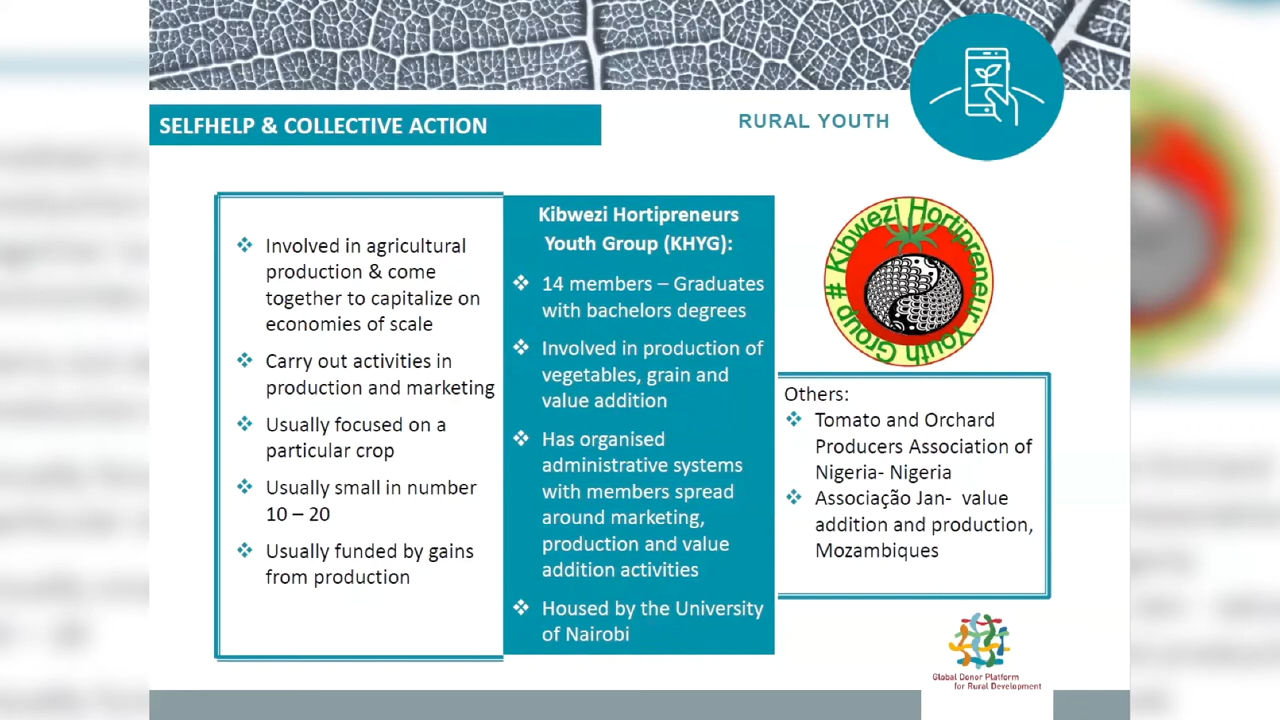 SELFHELP & COLLECTIVE ACTION
RURAL YOUTH
Involved in agricultural
production & come
together to capitalize on
economies of scale
Carry out activities in
production and marketing
Usually focused on a
particular crop
Usually small in number
10 – 20
Usually funded by gains
from production
Kibwezi Hortipreneurs
Youth Group (KHYG):
14 members – Graduates
with bachelors degrees
Involved in production of
vegetables, grain and
value addition
Has organised
administrative systems
with members spread
around marketing,
production and value
addition activities
Housed by the University
of Nairobi
# Kibwezi Hortipreneur Youth Group
Others:
Tomato and Orchard
Producers Association of
Nigeria- Nigeria
Associação Jan- value
addition and production,
Mozambiques
Global Donor Platform
for Rural Development